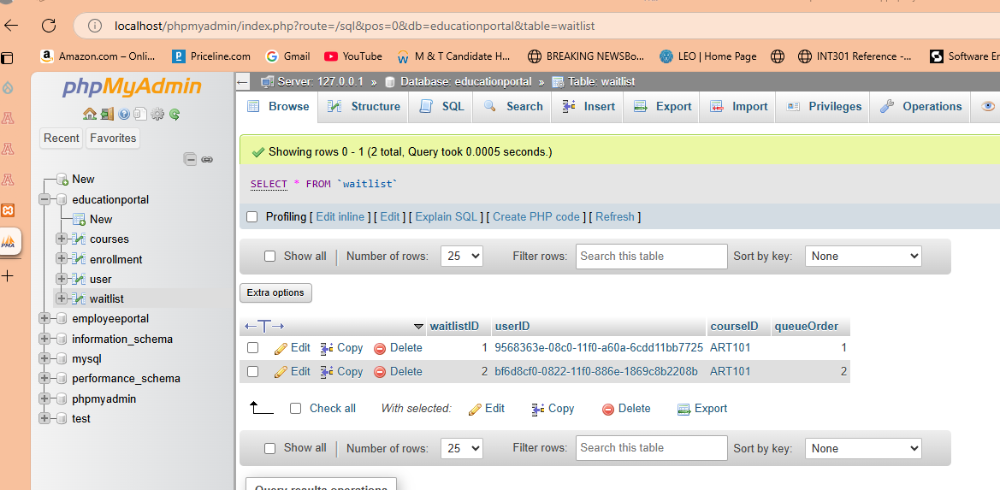 localhost/phpmyadmin/index.php?route=/sql&pos=0&db=educationportal&table=waitlist
Amazon.com – Onli... Priceline.com Gmail YouTube M & T Candidate H... BREAKING NEWSBo... LEO | Home Page INT301 Reference -... Software En
phpMyAdmin
Recent Favorites
New
educationportal
New
courses
enrollment
user
waitlist
employeeportal
information_schema
mysql
performance_schema
phpmyadmin
test
PMA
Server: 127.0.0.1 » Database: educationportal » Table: waitlist
Browse Structure SQL Search Insert Export Import Privileges Operations
Showing rows 0 - 1 (2 total, Query took 0.0005 seconds.)
SELECT * FROM `waitlist`
Profiling [ Edit inline ] [ Edit ] [ Explain SQL ] [ Create PHP code ] [ Refresh ]
Show all Number of rows: 25 Filter rows: Search this table Sort by key: None
Extra options
waitlistID userID courseID queueOrder
Edit Copy Delete 1 9568363e-08c0-11f0-a60a-6cdd11bb7725 ART101 1
Edit Copy Delete 2 bf6d8cf0-0822-11f0-886e-1869c8b2208b ART101 2
Check all With selected: Edit Copy Delete Export
Show all Number of rows: 25 Filter rows: Search this table Sort by key: None
Query results operations